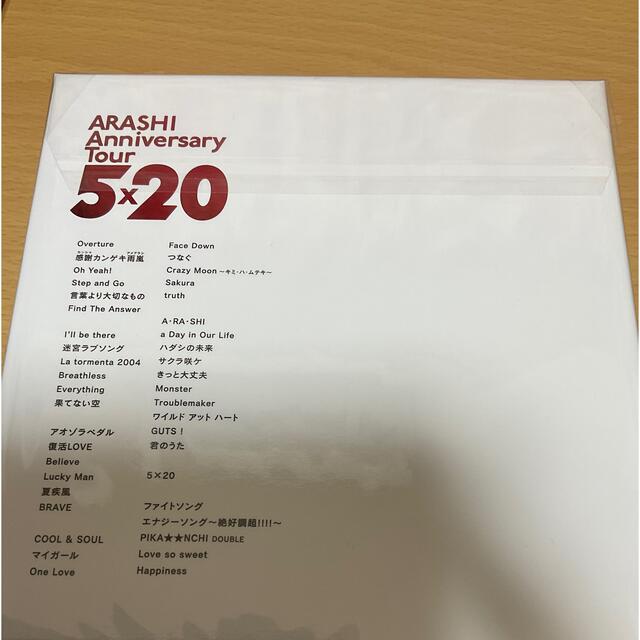 ARASHI
Anniversary
Tour
5×20
Overture
感謝カンゲキ雨嵐
Oh Yeah!
Step and Go
言葉より大切なもの
Find The Answer
I'll be there
迷宮ラブソング
La tormenta 2004
Breathless
Everything
果てない空
アオゾラペダル
復活LOVE
Believe
Lucky Man
夏疾風
BRAVE
COOL & SOUL
マイガール
One Love
Face Down
つなぐ
Crazy Moon ～キミ・ハ・ムテキ～
Sakura
truth
A・RA・SHI
a Day in Our Life
ハダシの未来
サクラ咲ケ
きっと大丈夫
Monster
Troublemaker
ワイルド アット ハート
GUTS !
君のうた
5×20
ファイトソング
エナジーソング～絶好調超!!!!～
PIKA★★NCHI DOUBLE
Love so sweet
Happiness